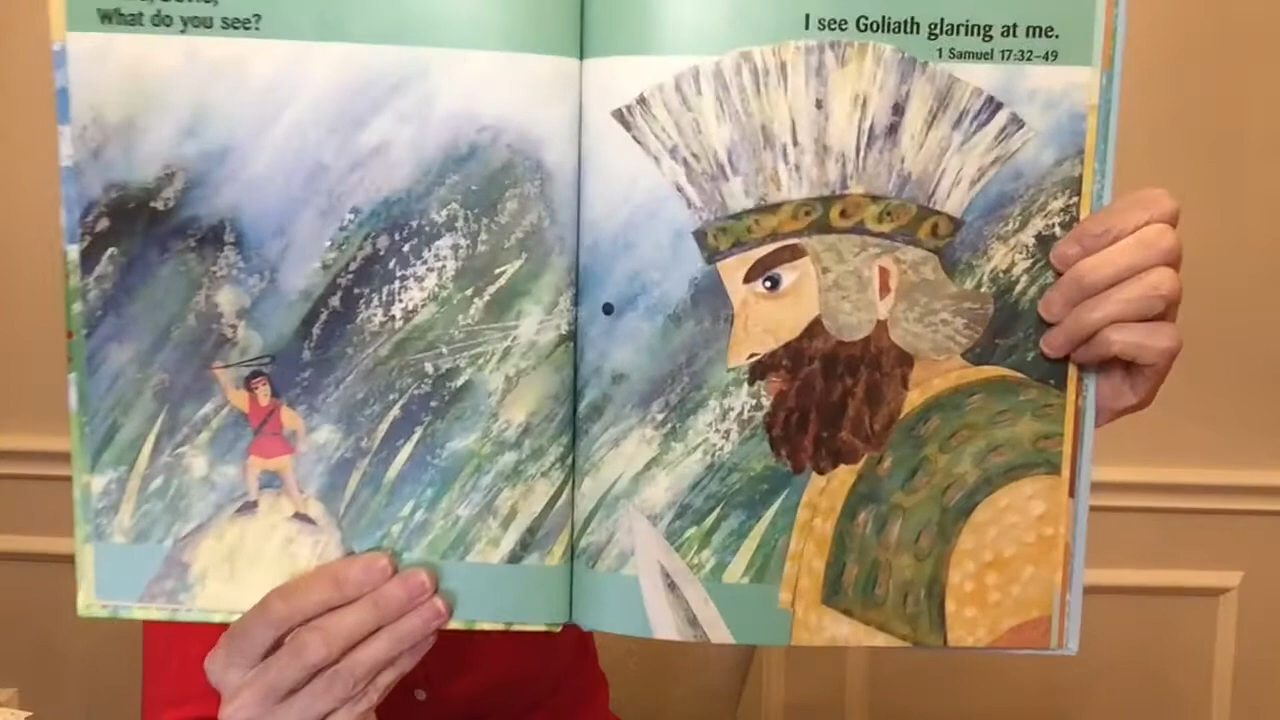 What do you see?
I see Goliath glaring at me.
1 Samuel 17:32–49